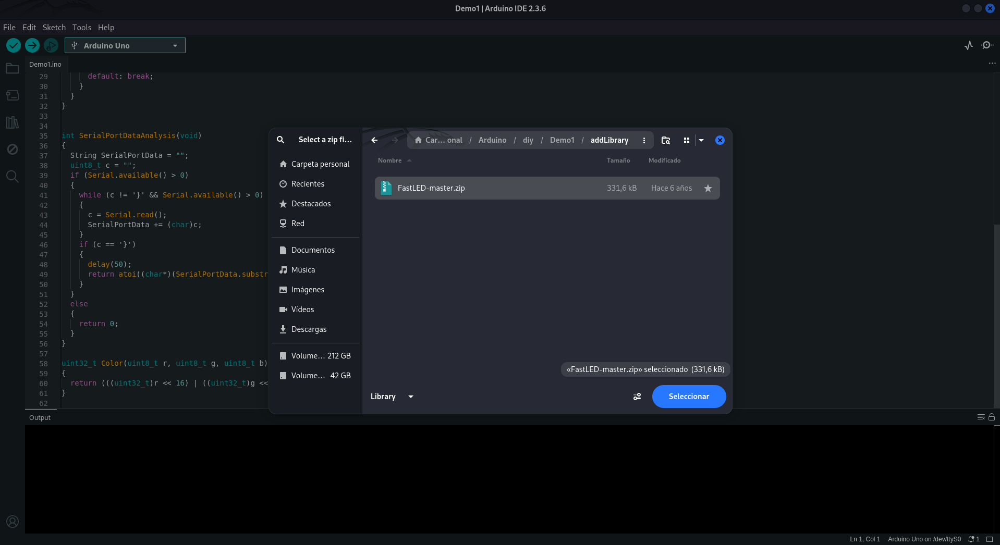 Demo1 | Arduino IDE 2.3.6
File Edit Sketch Tools Help
Arduino Uno
Demo1.ino
29 default: break;
30 }
31 }
32 }
33
34
35 int SerialPortDataAnalysis(void)
36 {
37 String SerialPortData = "";
38 uint8_t c = "";
39 if (Serial.available() > 0)
40 {
41 while (c != '}' && Serial.available() > 0)
42 {
43 c = Serial.read();
44 SerialPortData += (char)c;
45 }
46 if (c == '}')
47 {
48 delay(50);
49 return atoi((char*)(SerialPortData.substr
50 }
51 }
52 else
53 {
54 return 0;
55 }
56 }
57
58 uint32_t Color(uint8_t r, uint8_t g, uint8_t b)
59 {
60 return (((uint32_t)r << 16) | ((uint32_t)g <<
61 }
62
Select a zip fi...
Carpeta personal
Recientes
Destacados
Red
Documentos
Música
Imágenes
Vídeos
Descargas
Volume... 212 GB
Volume... 42 GB
Car... onal / Arduino / diy / Demo1 / addLibrary
Nombre Tamaño Modificado
FastLED-master.zip 331,6 kB Hace 6 años
«FastLED-master.zip» seleccionado (331,6 kB)
Library Seleccionar
Output
Ln 1, Col 1 Arduino Uno on /dev/ttyS0 1